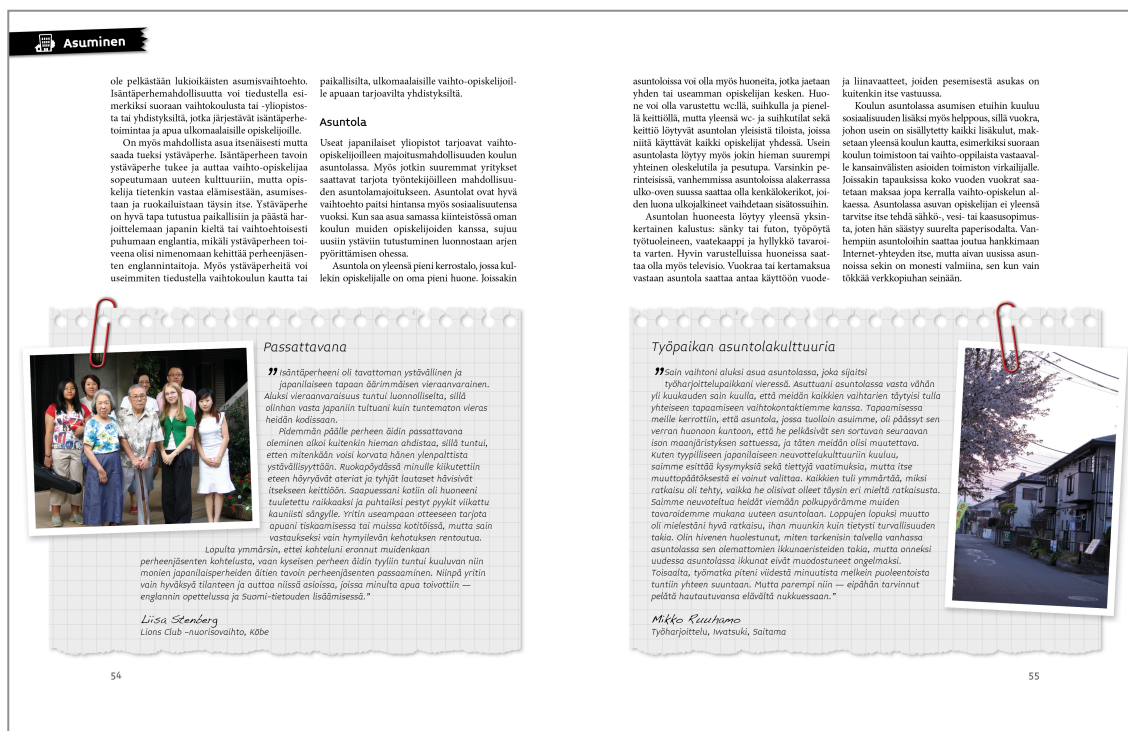 Asuminen
ole pelkästään lukioikäisten asumisvaihtoehto.
Isäntäperhemahdollisuutta voi tiedustella esi-
merkiksi suoraan vaihtokoulusta tai -yliopistos-
ta tai yhdistyksiltä, jotka järjestävät isäntäperhe-
toimintaa ja apua ulkomaalaisille opiskelijoille.
On myös mahdollista asua itsenäisesti mutta
saada tueksi ystäväperhe. Isäntäperheen tavoin
ystäväperhe tukee ja auttaa vaihto-opiskelijaa
sopeutumaan uuteen kulttuuriin, mutta opis-
kelija tietenkin vastaa elämisestään, asumises-
taan ja ruokailuistaan täysin itse. Ystäväperhe
on hyvä tapa tutustua paikallisiin ja päästä har-
joittelemaan japanin kieltä tai vaihtoehtoisesti
puhumaan englantia, mikäli ystäväperheen toi-
veena olisi nimenomaan kehittää perheenjäsen-
ten englannintaitoja. Myös ystäväperheitä voi
useimmiten tiedustella vaihtokoulun kautta tai
paikallisilta, ulkomaalaisille vaihto-opiskelijoil-
le apuaan tarjoavilta yhdistyksiltä.
Asuntola
Useat japanilaiset yliopistot tarjoavat vaihto-
opiskelijoilleen majoitusmahdollisuuden koulun
asuntolassa. Myös jotkin suuremmat yritykset
saattavat tarjota työntekijöilleen mahdollisuu-
den asuntolamajoitukseen. Asuntolat ovat hyvä
vaihtoehto paitsi hintansa myös sosiaalisuutensa
vuoksi. Kun saa asua samassa kiinteistössä oman
koulun muiden opiskelijoiden kanssa, sujuu
uusiin ystäviin tutustuminen luonnostaan arjen
pyörittämisen ohessa.
Asuntola on yleensä pieni kerrostalo, jossa kul-
lekin opiskelijalle on oma pieni huone. Joissakin
Passattavana
”Isäntäperheeni oli tavattoman ystävällinen ja
japanilaiseen tapaan äärimmäisen vieraanvarainen.
Aluksi vieraanvaraisuus tuntui luonnolliselta, sillä
olinhan vasta Japaniin tultuani kuin tuntematon vieras
heidän kodissaan.
Pidemmän päälle perheen äidin passattavana
oleminen alkoi kuitenkin hieman ahdistaa, sillä tuntui,
etten mitenkään voisi korvata hänen ylenpalttista
ystävällisyyttään. Ruokapöydässä minulle kiikutettiin
eteen höyryävät ateriat ja tyhjät lautaset hävisivät
itsekseen keittiöön. Saapuessani kotiin oli huoneeni
tuuletettu raikkaaksi ja puhtaiksi pestyt pyykit viikattu
kauniisti sängylle. Yritin useampaan otteeseen tarjota
apuani tiskaamisessa tai muissa kotitöissä, mutta sain
vastaukseksi vain hymyilevän kehotuksen rentoutua.
Lopulta ymmärsin, ettei kohteluni eronnut muidenkaan
perheenjäsenten kohtelusta, vaan kyseisen perheen äidin tyyliin tuntui kuuluvan niin
monien japanilaisperheiden äitien tavoin perheenjäsenten passaaminen. Niinpä yritin
vain hyväksyä tilanteen ja auttaa niissä asioissa, joissa minulta apua toivottiin —
englannin opettelussa ja Suomi-tietouden lisäämisessä.”
Liisa Stenberg
Lions Club -nuorisovaihto, Kōbe
54
asuntoloissa voi olla myös huoneita, jotka jaetaan
yhden tai useamman opiskelijan kesken. Huo-
ne voi olla varustettu wc:llä, suihkulla ja pienel-
lä keittiöllä, mutta yleensä wc- ja suihkutilat sekä
keittiö löytyvät asuntolan yleisistä tiloista, joissa
niitä käyttävät kaikki opiskelijat yhdessä. Usein
asuntolasta löytyy myös jokin hieman suurempi
yhteinen oleskelutila ja pesutupa. Varsinkin pe-
rinteisissä, vanhemmissa asuntoloissa alakerrassa
ulko-oven suussa saattaa olla kenkälokerikot, joi-
den luona ulkojalkineet vaihdetaan sisätossuihin.
Asuntolan huoneesta löytyy yleensä yksin-
kertainen kalustus: sänky tai futon, työpöytä
työtuoleineen, vaatekaappi ja hyllykkö tavaroi-
ta varten. Hyvin varustelluissa huoneissa saat-
taa olla myös televisio. Vuokraa tai kertamaksua
vastaan asuntola saattaa antaa käyttöön vuode-
ja liinavaatteet, joiden pesemisestä asukas on
kuitenkin itse vastuussa.
Koulun asuntolassa asumisen etuihin kuuluu
sosiaalisuuden lisäksi myös helppous, sillä vuokra,
johon usein on sisällytetty kaikki lisäkulut, mak-
setaan yleensä koulun kautta, esimerkiksi suoraan
koulun toimistoon tai vaihto-oppilaista vastaaval-
le kansainvälisten asioiden toimiston virkailijalle.
Joissakin tapauksissa koko vuoden vuokrat saa-
tetaan maksaa jopa kerralla vaihto-opiskelun al-
kaessa. Asuntolassa asuvan opiskelijan ei yleensä
tarvitse itse tehdä sähkö-, vesi- tai kaasusopimus-
ta, joten hän säästyy suurelta paperisodalta. Van-
hempiin asuntoloihin saattaa joutua hankkimaan
Internet-yhteyden itse, mutta aivan uusissa asun-
noissa sekin on monesti valmiina, sen kun vain
tökkää verkkopiuhan seinään.
Työpaikan asuntolakulttuuria
”Sain vaihtoni aluksi asua asuntolassa, joka sijaitsi
työharjoittelupaikkani vieressä. Asuttuani asuntolassa vasta vähän
yli kuukauden sain kuulla, että meidän kaikkien vaihtarien täytyisi tulla
yhteiseen tapaamiseen vaihtokontaktiemme kanssa. Tapaamisessa
meille kerrottiin, että asuntola, jossa tuolloin asuimme, oli päässyt sen
verran huonoon kuntoon, että he pelkäsivät sen sortuvan seuraavan
ison maanjäristyksen sattuessa, ja täten meidän olisi muutettava.
Kuten tyypilliseen japanilaiseen neuvottelukulttuuriin kuuluu,
saimme esittää kysymyksiä sekä tiettyjä vaatimuksia, mutta itse
muuttopäätöksestä ei voinut valittaa. Kaikkien tuli ymmärtää, miksi
ratkaisu oli tehty, vaikka he olisivat olleet täysin eri mieltä ratkaisusta.
Saimme neuvoteltua heidät viemään polkupyörämme muiden
tavaroidemme mukana uuteen asuntolaan. Loppujen lopuksi muutto
oli mielestäni hyvä ratkaisu, ihan muunkin kuin tietysti turvallisuuden
takia. Olin hivenen huolestunut, miten tarkenisin talvella vanhassa
asuntolassa sen olemattomien ikkunaeristeiden takia, mutta onneksi
uudessa asuntolassa ikkunat eivät muodostuneet ongelmaksi.
Toisaalta, työmatka piteni viidestä minuutista melkein puoleentoista
tuntiin yhteen suuntaan. Mutta parempi niin — eipähän tarvinnut
pelätä hautautuvansa elävältä nukkuessaan.”
Mikko Ruuhamo
Työharjoittelu, Iwatsuki, Saitama
55